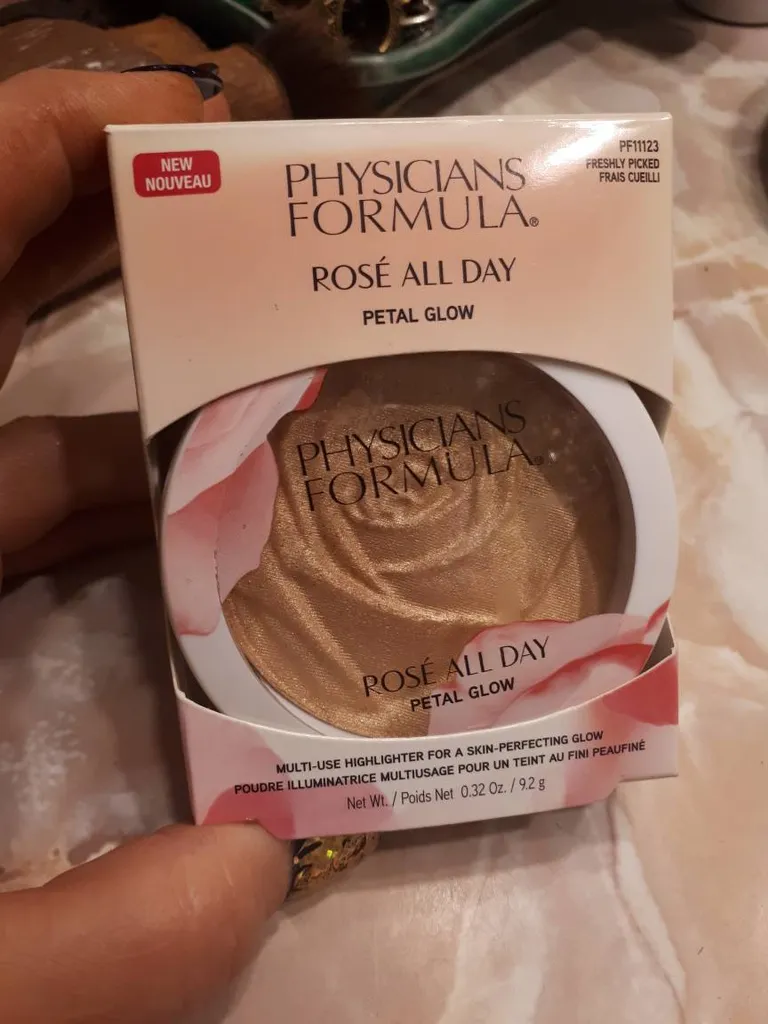 NEW
NOUVEAU
PHYSICIANS
FORMULA®
PF11123
FRESHLY PICKED
FRAIS CUEILLI
ROSÉ ALL DAY
PETAL GLOW
PHYSICIANS
FORMULA®
ROSÉ ALL DAY
PETAL GLOW
MULTI-USE HIGHLIGHTER FOR A SKIN-PERFECTING GLOW
POUDRE ILLUMINATRICE MULTIUSAGE POUR UN TEINT AU FINI PEAUFINÉ
Net Wt. / Poids Net 0.32 Oz. / 9.2 g